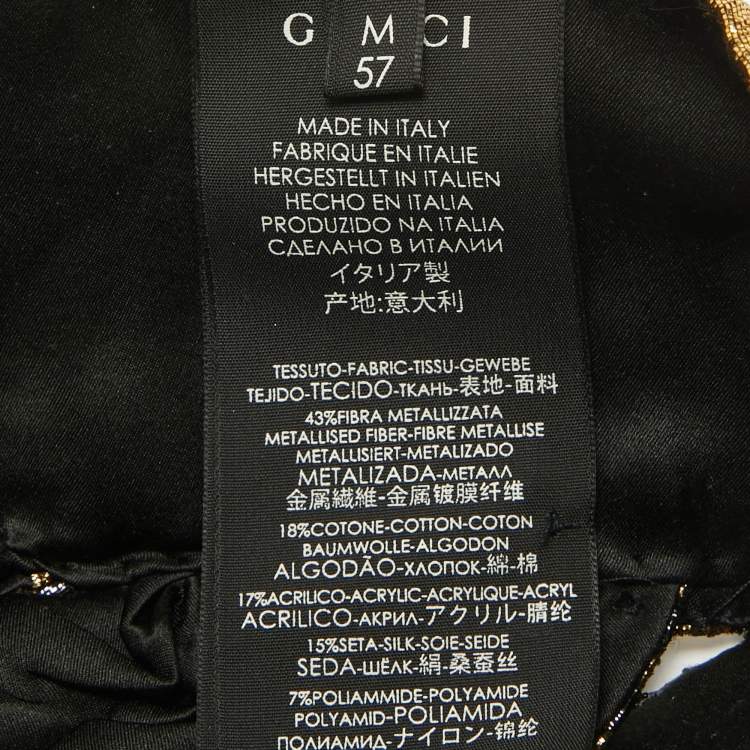 G M CI
57
MADE IN ITALY
FABRIQUE EN ITALIE
HERGESTELLT IN ITALIEN
HECHO EN ITALIA
PRODUZIDO NA ITALIA
СДЕЛАНО В ИТАЛИИ
イタリア製
产地:意大利
TESSUTO-FABRIC-TISSU-GEWEBE
TEJIDO-TECIDO-ТКАНЬ-表地-面料
43%FIBRA METALLIZZATA
METALLISED FIBER-FIBRE METALLISE
METALLISIERT-METALIZADO
METALIZADA-МЕТАЛЛ
金属繊維-金属镀膜纤维
18%COTONE-COTTON-COTON
BAUMWOLLE-ALGODON
ALGODÃO-ХЛОПОК-綿-棉
17%ACRILICO-ACRYLIC-ACRYLIQUE-ACRYL
ACRILICO-АКРИЛ-アクリル-腈纶
15%SETA-SILK-SOIE-SEIDE
SEDA-ШЁЛК-絹-桑蚕丝
7%POLIAMMIDE-POLYAMIDE
POLYAMID-POLIAMIDA
ПОЛИАМИД-ナイロン-锦纶